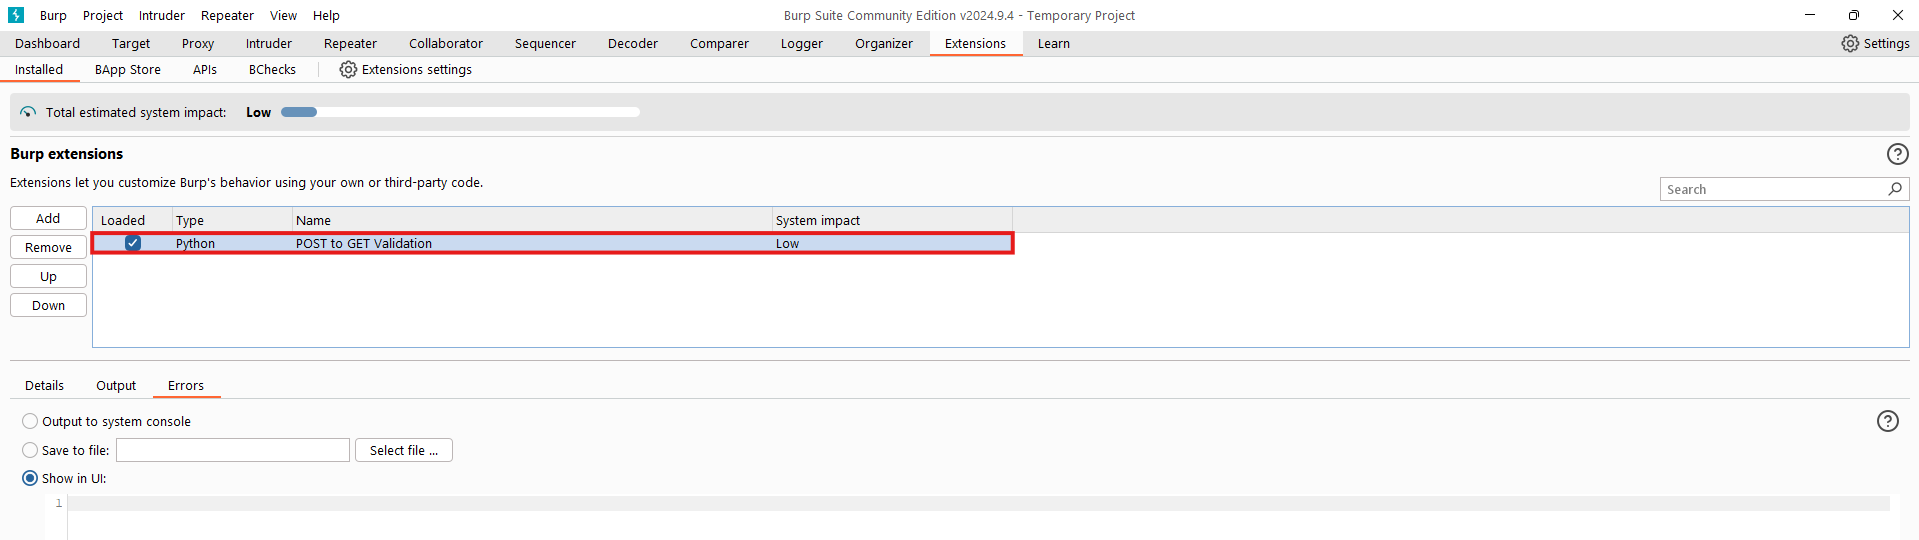 Burp Project Intruder Repeater View Help Burp Suite Community Edition v2024.9.4 - Temporary Project
Dashboard Target Proxy Intruder Repeater Collaborator Sequencer Decoder Comparer Logger Organizer Extensions Learn Settings
Installed BApp Store APIs BChecks Extensions settings
Total estimated system impact: Low
Burp extensions
Extensions let you customize Burp's behavior using your own or third-party code.
Search
Add Loaded Type Name System impact
Remove Python POST to GET Validation Low
Up
Down
Details Output Errors
Output to system console
Save to file: Select file ...
Show in UI:
1